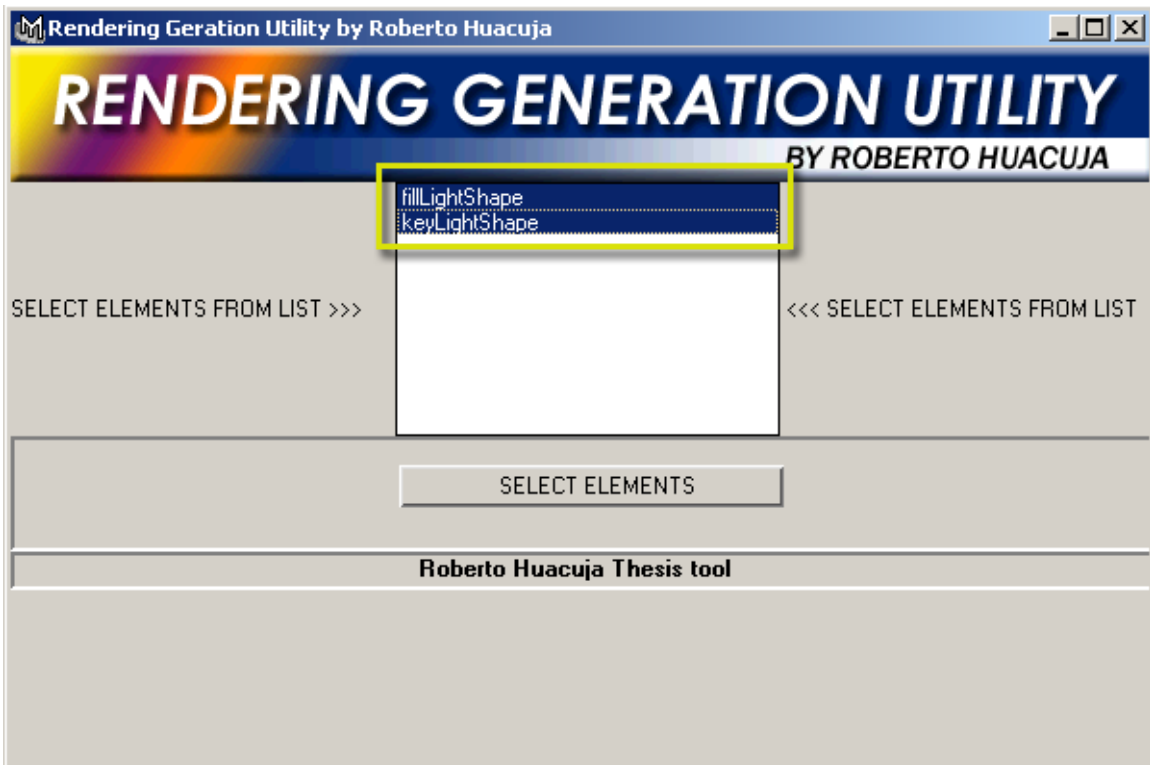 Rendering Geration Utility by Roberto Huacuja
RENDERING GENERATION UTILITY
BY ROBERTO HUACUJA
fillLightShape
keyLightShape
SELECT ELEMENTS FROM LIST >>>
<<< SELECT ELEMENTS FROM LIST
SELECT ELEMENTS
Roberto Huacuja Thesis tool